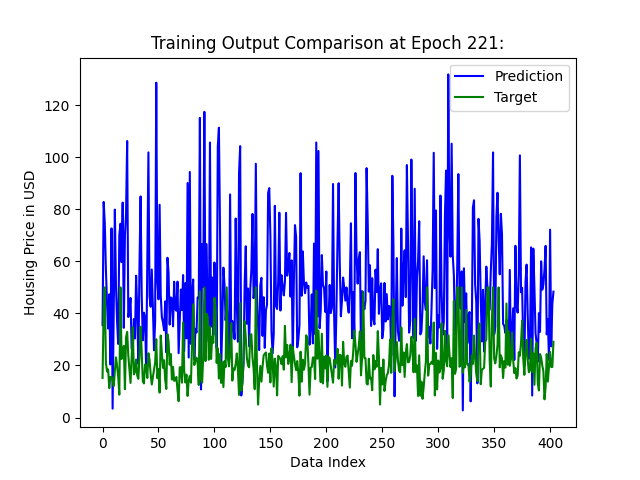 Training Output Comparison at Epoch 221:
Prediction
Target
Housing Price in USD
120
100
80
60
40
20
0
0 50 100 150 200 250 300 350 400
Data Index